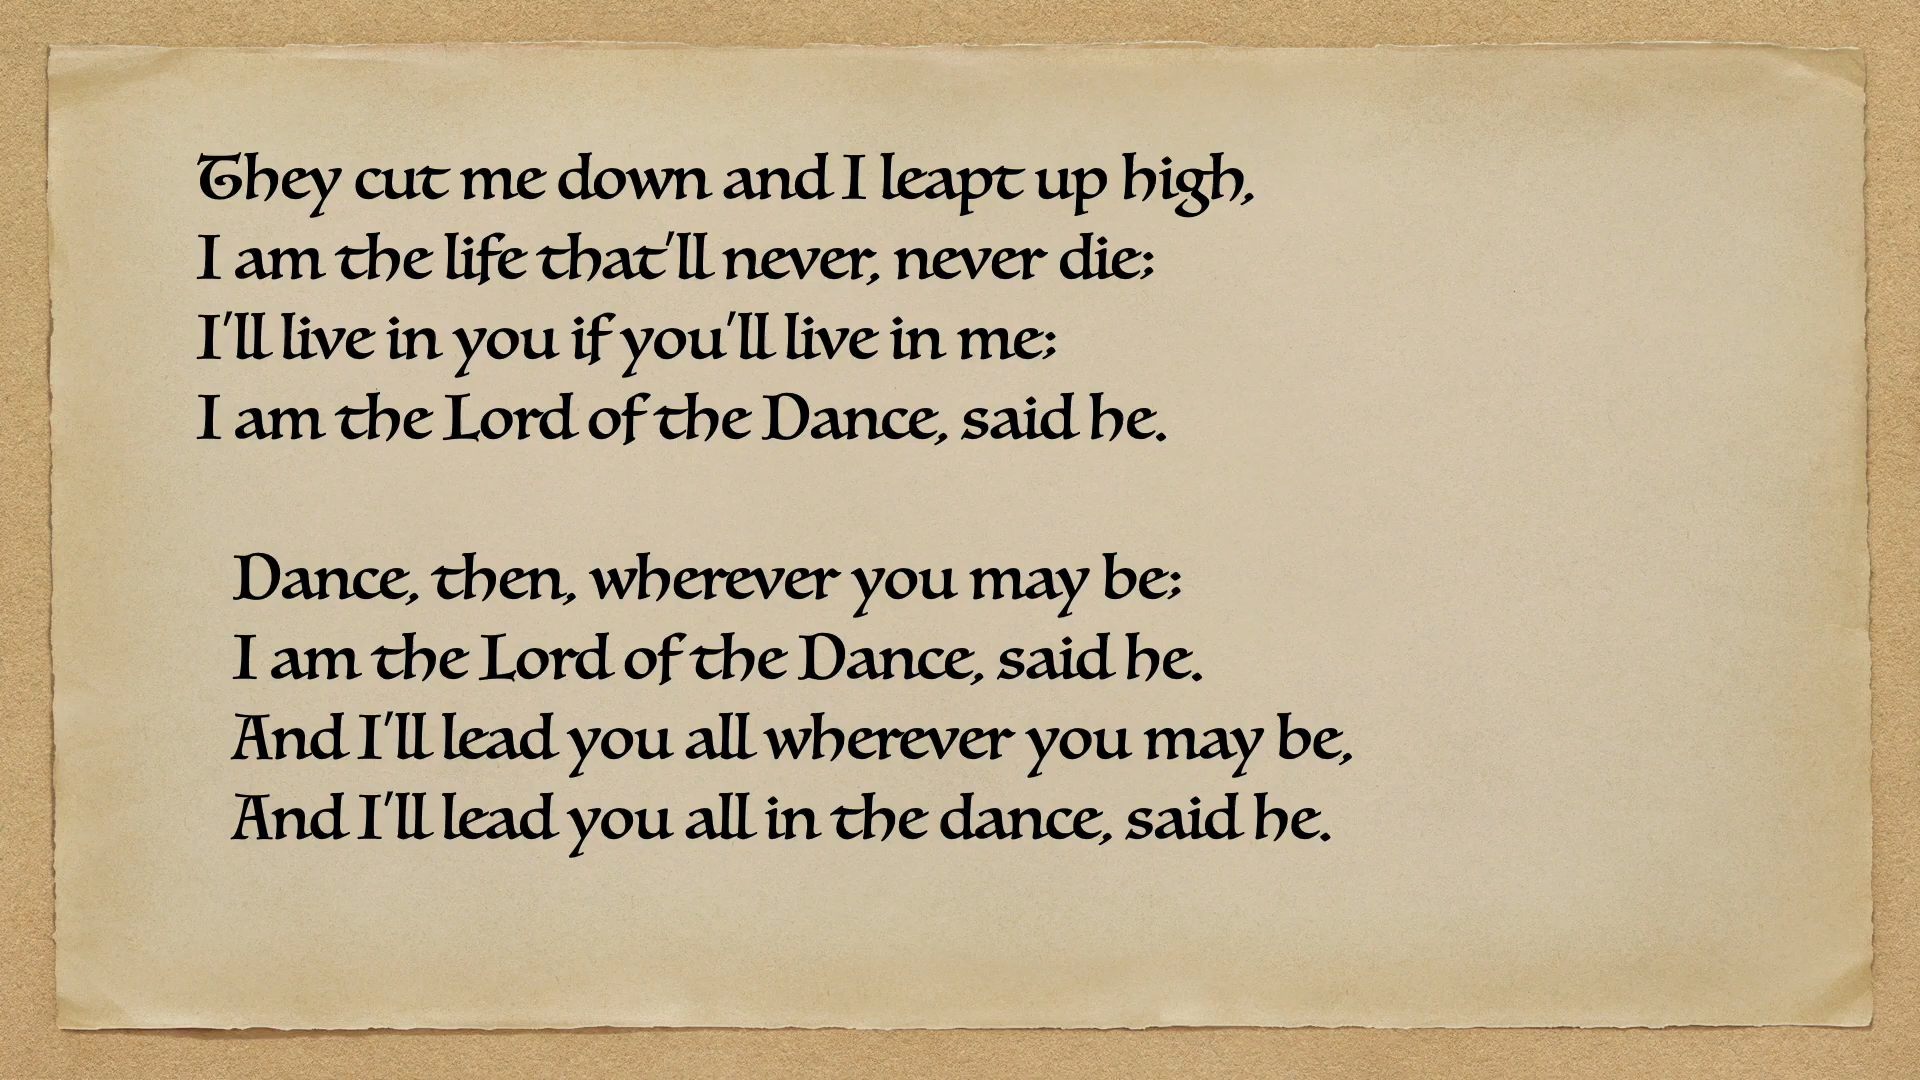 They cut me down and I leapt up high,
I am the life that'll never, never die;
I'll live in you if you'll live in me;
I am the Lord of the Dance, said he.
Dance, then, wherever you may be;
I am the Lord of the Dance, said he.
And I'll lead you all wherever you may be,
And I'll lead you all in the dance, said he.